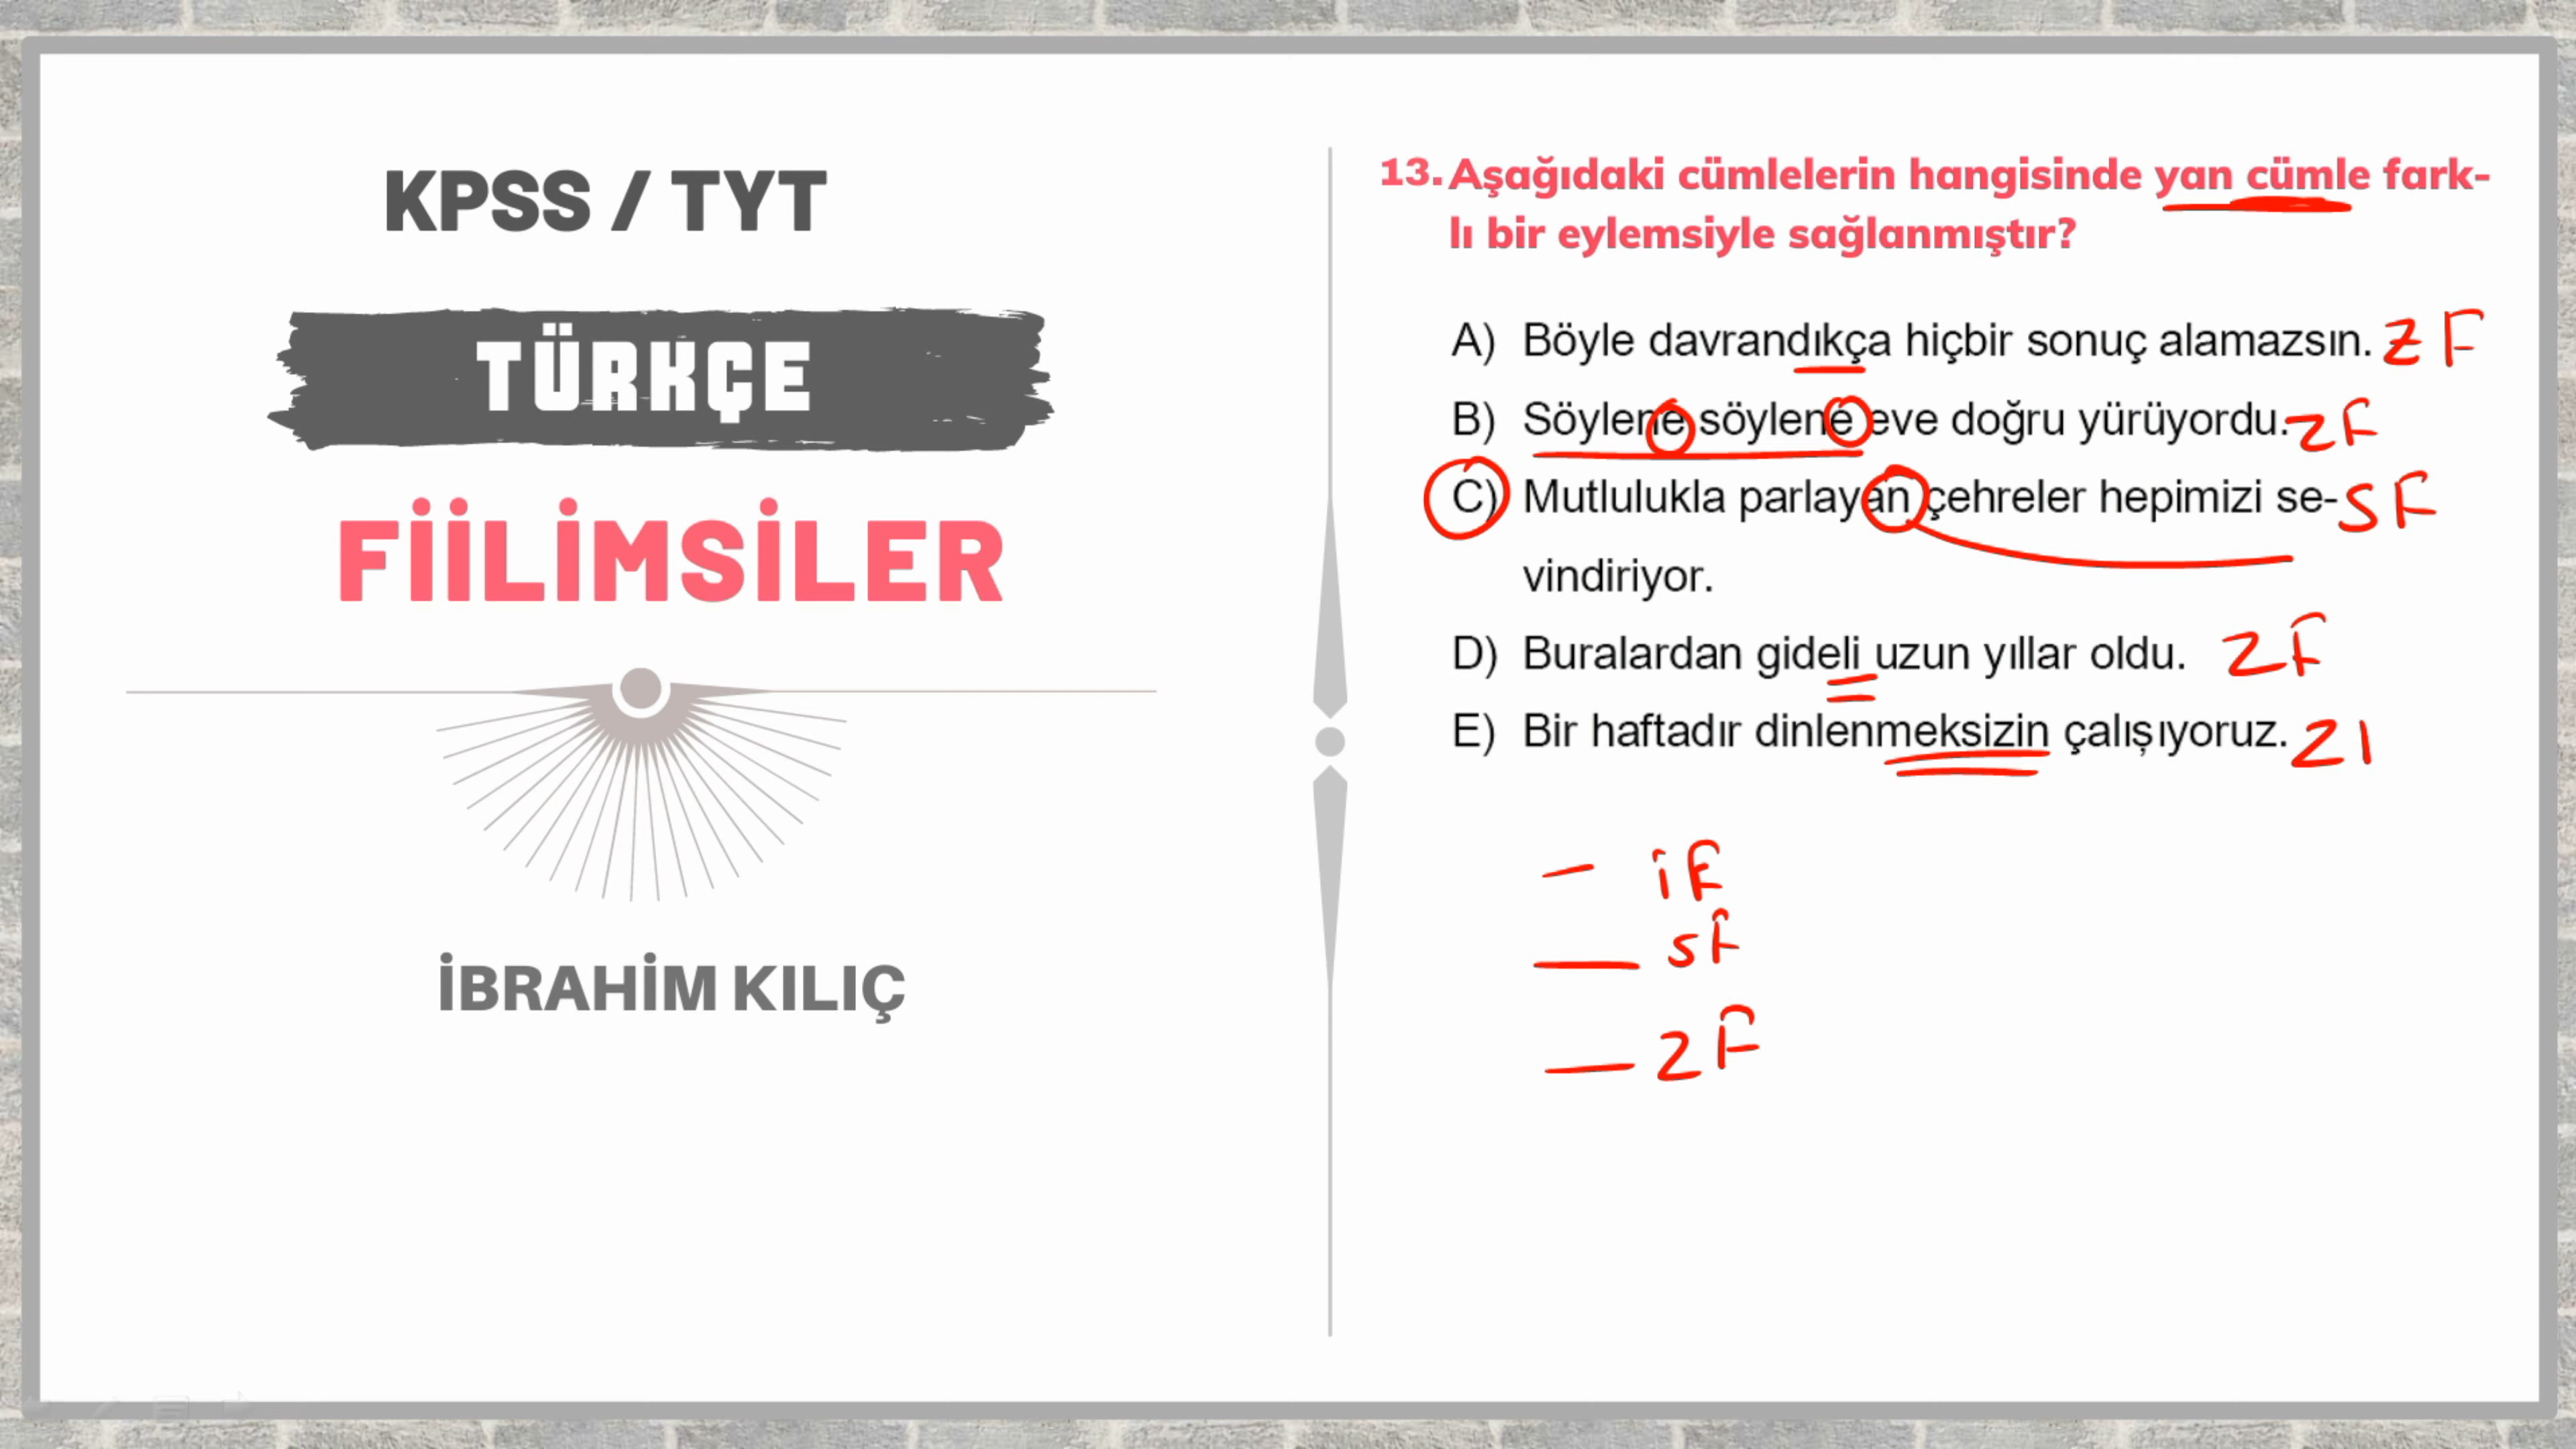 KPSS / TYT
TÜRKÇE
FİİLİMSİLER
İBRAHİM KILIÇ
13. Aşağıdaki cümlelerin hangisinde yan cümle fark-
lı bir eylemsiyle sağlanmıştır?
A) Böyle davrandıkça hiçbir sonuç alamazsın. ZF
B) Söylene söylene eve doğru yürüyordu. ZF
C) Mutlulukla parlayan çehreler hepimizi se- SF
vindiriyor.
D) Buralardan gideli uzun yıllar oldu. ZF
E) Bir haftadır dinlenmeksizin çalışıyoruz. Z1
— İF
— SF
— ZF